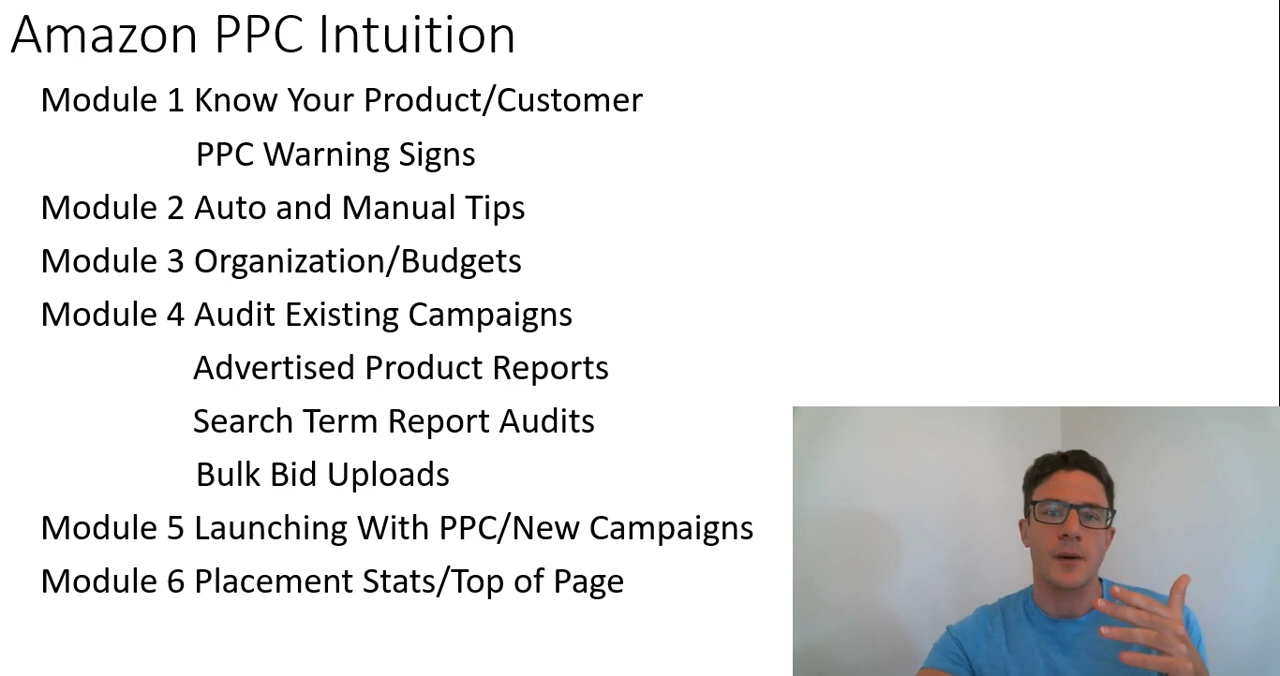 Amazon PPC Intuition
Module 1 Know Your Product/Customer
PPC Warning Signs
Module 2 Auto and Manual Tips
Module 3 Organization/Budgets
Module 4 Audit Existing Campaigns
Advertised Product Reports
Search Term Report Audits
Bulk Bid Uploads
Module 5 Launching With PPC/New Campaigns
Module 6 Placement Stats/Top of Page